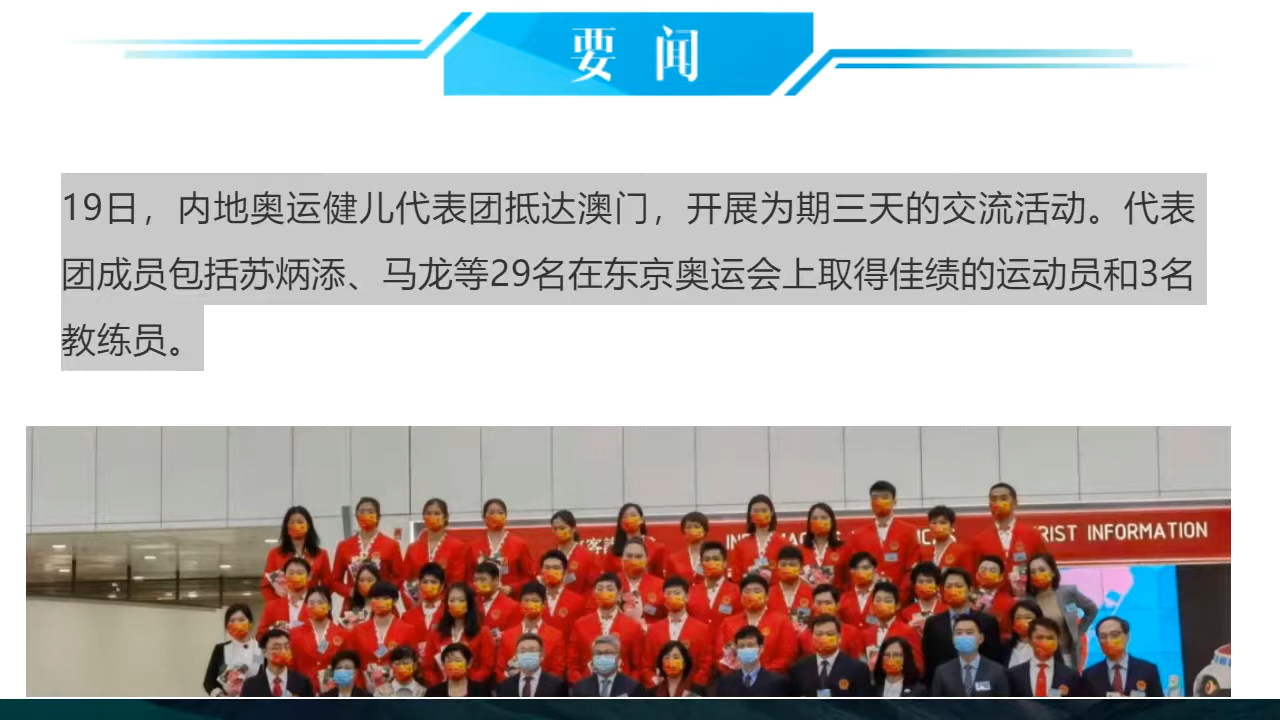 要闻
19日，内地奥运健儿代表团抵达澳门，开展为期三天的交流活动。代表
团成员包括苏炳添、马龙等29名在东京奥运会上取得佳绩的运动员和3名
教练员。
RIST INFORMATION